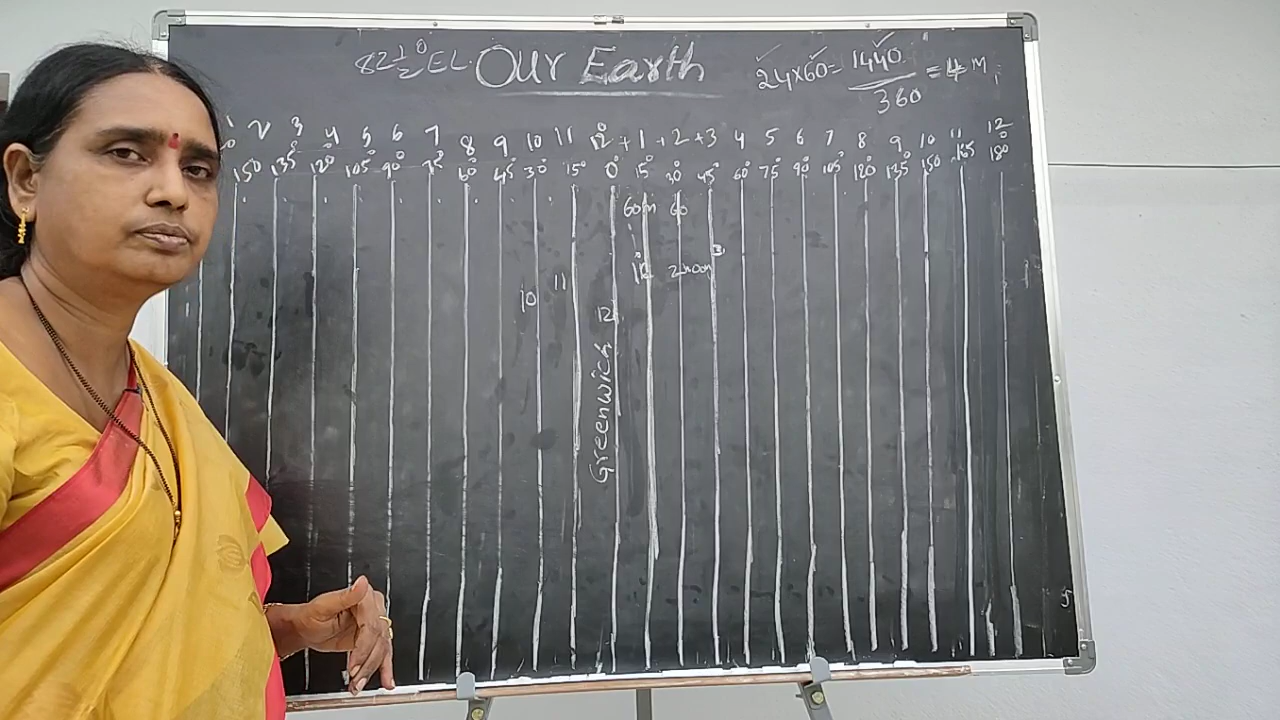 82½° EL. Our Earth 24×60= 1440/360 = 4 M
1 2 3 4 5 6 7 8 9 10 11 12 +1 +2 +3 4 5 6 7 8 9 10 11 12
150 135° 120° 105° 90° 75° 60° 45° 30° 15° 0° 15° 30° 45° 60° 75° 90° 105° 120° 135° 150 165 180
60m 60
3
10 11 12 2noon
Greenwich